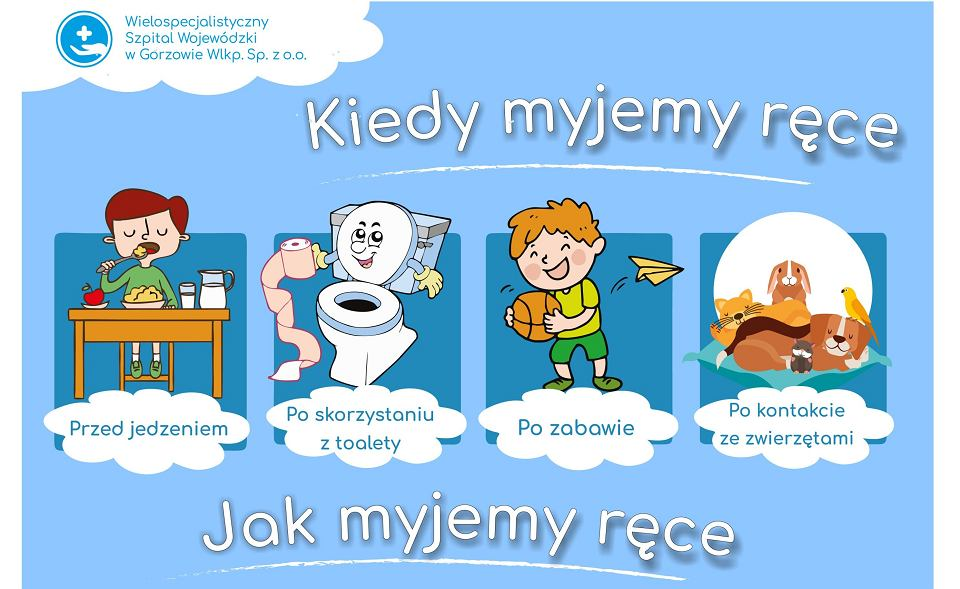 Wielospecjalistyczny
Szpital Wojewódzki
w Gorzowie Wlkp. Sp. z o.o.
Kiedy myjemy ręce
Przed jedzeniem
Po skorzystaniu
z toalety
Po zabawie
Po kontakcie
ze zwierzętami
Jak myjemy ręce